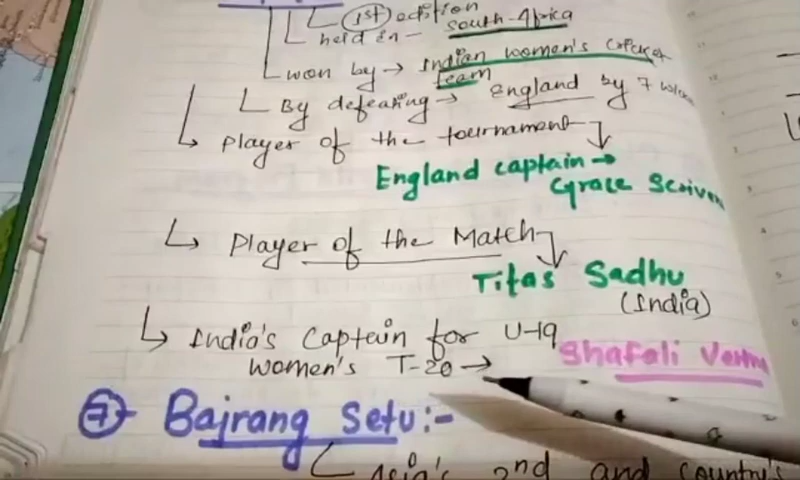 1st edition
held in - South-Africa
won by → Indian women's Cricket
team
By defeating → England by 7
Player of the tournament
England captain →
Grace Scriven
Player of the Match
Titas Sadhu
(India)
India's Captain for U-19
women's T-20 → Shafali Verma
7 Bajrang Setu:-
Asia's 2nd and country's